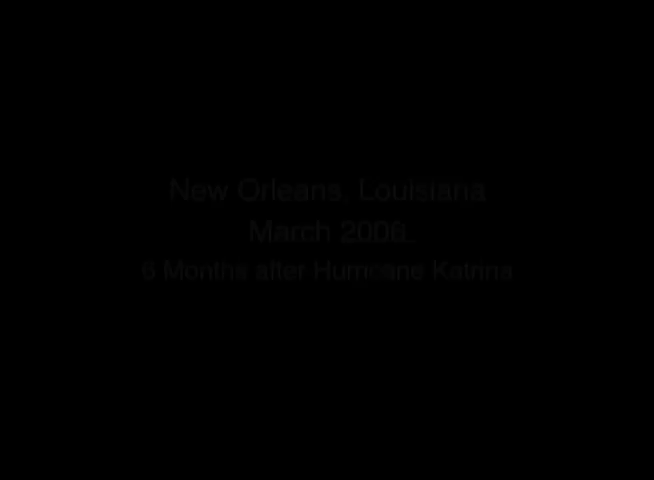 New Orleans, Louisiana
March 2006.
6 Months after Hurricane Katrina